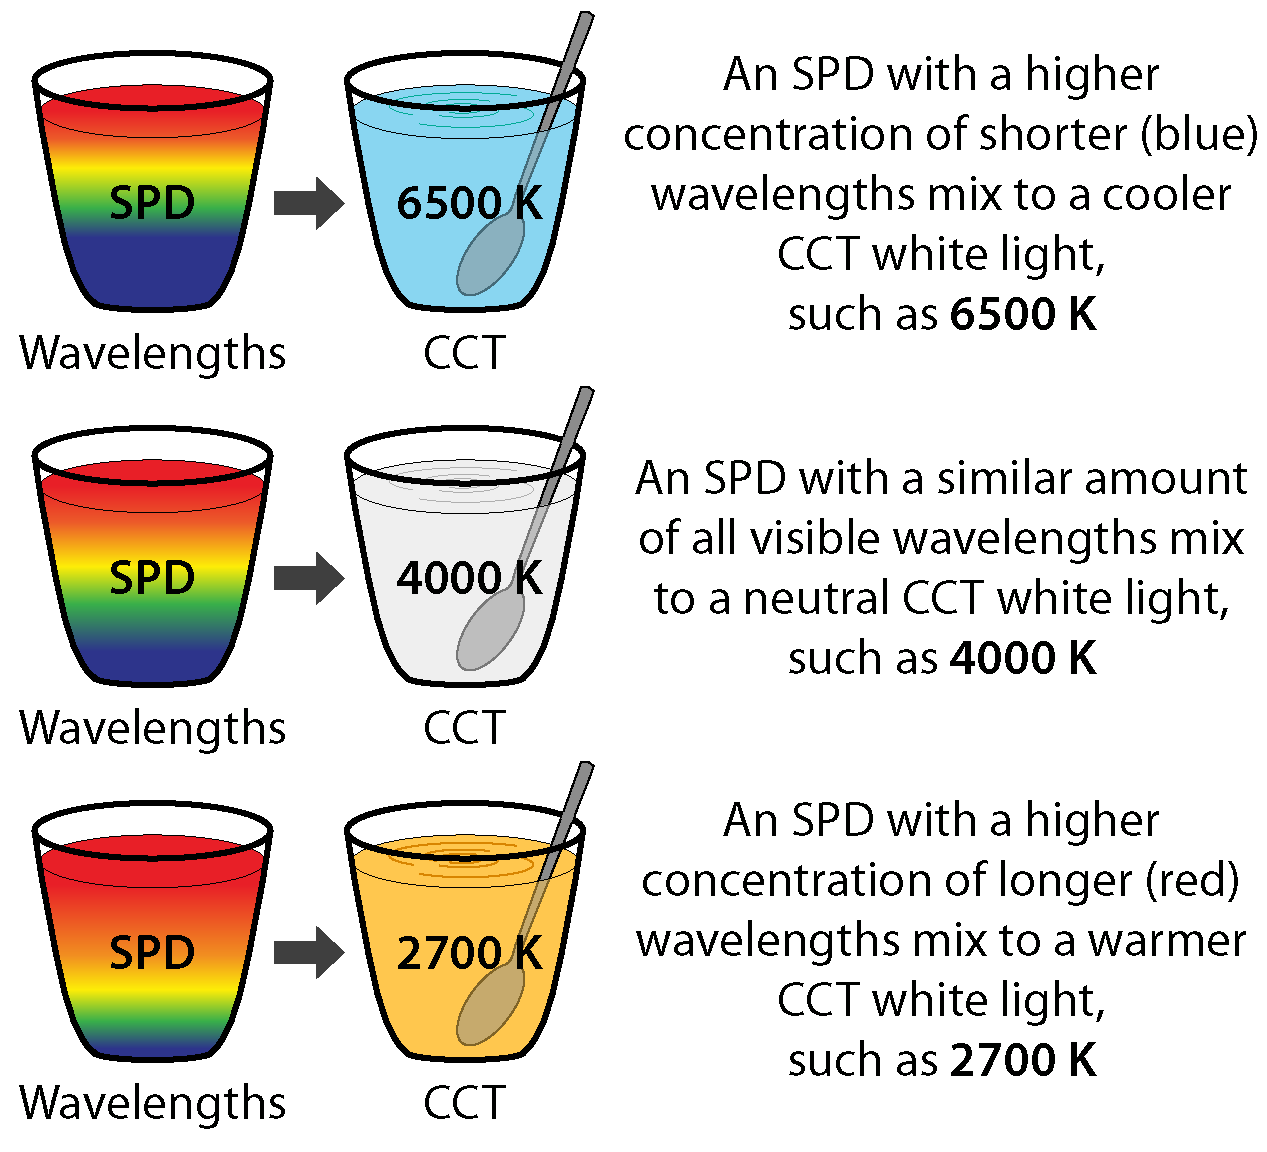 SPD
6500 K
Wavelengths
CCT
An SPD with a higher
concentration of shorter (blue)
wavelengths mix to a cooler
CCT white light,
such as 6500 K
SPD
4000 K
Wavelengths
CCT
An SPD with a similar amount
of all visible wavelengths mix
to a neutral CCT white light,
such as 4000 K
SPD
2700 K
Wavelengths
CCT
An SPD with a higher
concentration of longer (red)
wavelengths mix to a warmer
CCT white light,
such as 2700 K